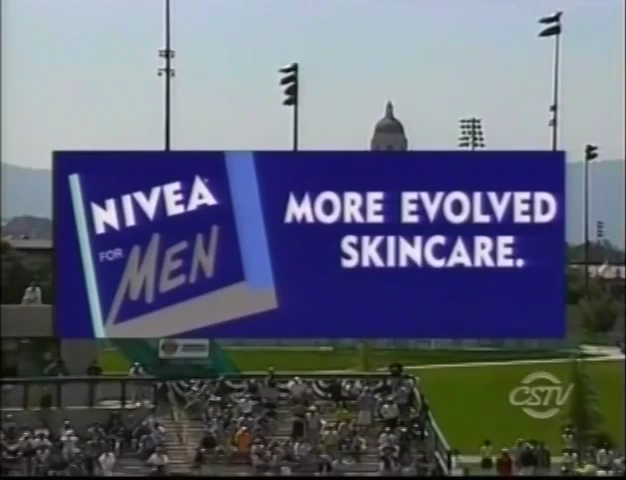 NIVEA
FOR MEN
MORE EVOLVED
SKINCARE.
CSTV